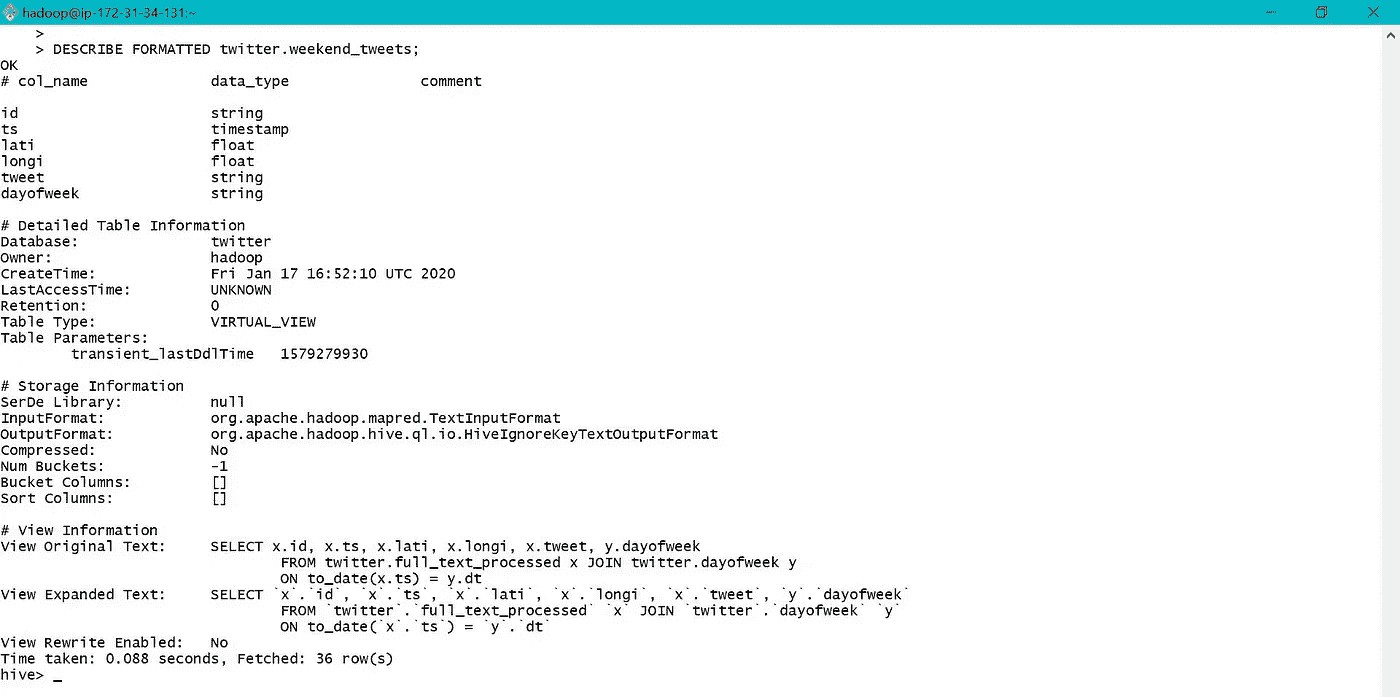 hadoop@ip-172-31-34-131:~
>
> DESCRIBE FORMATTED twitter.weekend_tweets;
OK
# col_name data_type comment
id string
ts timestamp
lati float
longi float
tweet string
dayofweek string
# Detailed Table Information
Database: twitter
Owner: hadoop
CreateTime: Fri Jan 17 16:52:10 UTC 2020
LastAccessTime: UNKNOWN
Retention: 0
Table Type: VIRTUAL_VIEW
Table Parameters:
transient_lastDdlTime 1579279930
# Storage Information
SerDe Library: null
InputFormat: org.apache.hadoop.mapred.TextInputFormat
OutputFormat: org.apache.hadoop.hive.ql.io.HiveIgnoreKeyTextOutputFormat
Compressed: No
Num Buckets: -1
Bucket Columns: []
Sort Columns: []
# View Information
View Original Text: SELECT x.id, x.ts, x.lati, x.longi, x.tweet, y.dayofweek
FROM twitter.full_text_processed x JOIN twitter.dayofweek y
ON to_date(x.ts) = y.dt
View Expanded Text: SELECT `x`.`id`, `x`.`ts`, `x`.`lati`, `x`.`longi`, `x`.`tweet`, `y`.`dayofweek`
FROM `twitter`.`full_text_processed` `x` JOIN `twitter`.`dayofweek` `y`
ON to_date(`x`.`ts`) = `y`.`dt`
View Rewrite Enabled: No
Time taken: 0.088 seconds, Fetched: 36 row(s)
hive> _